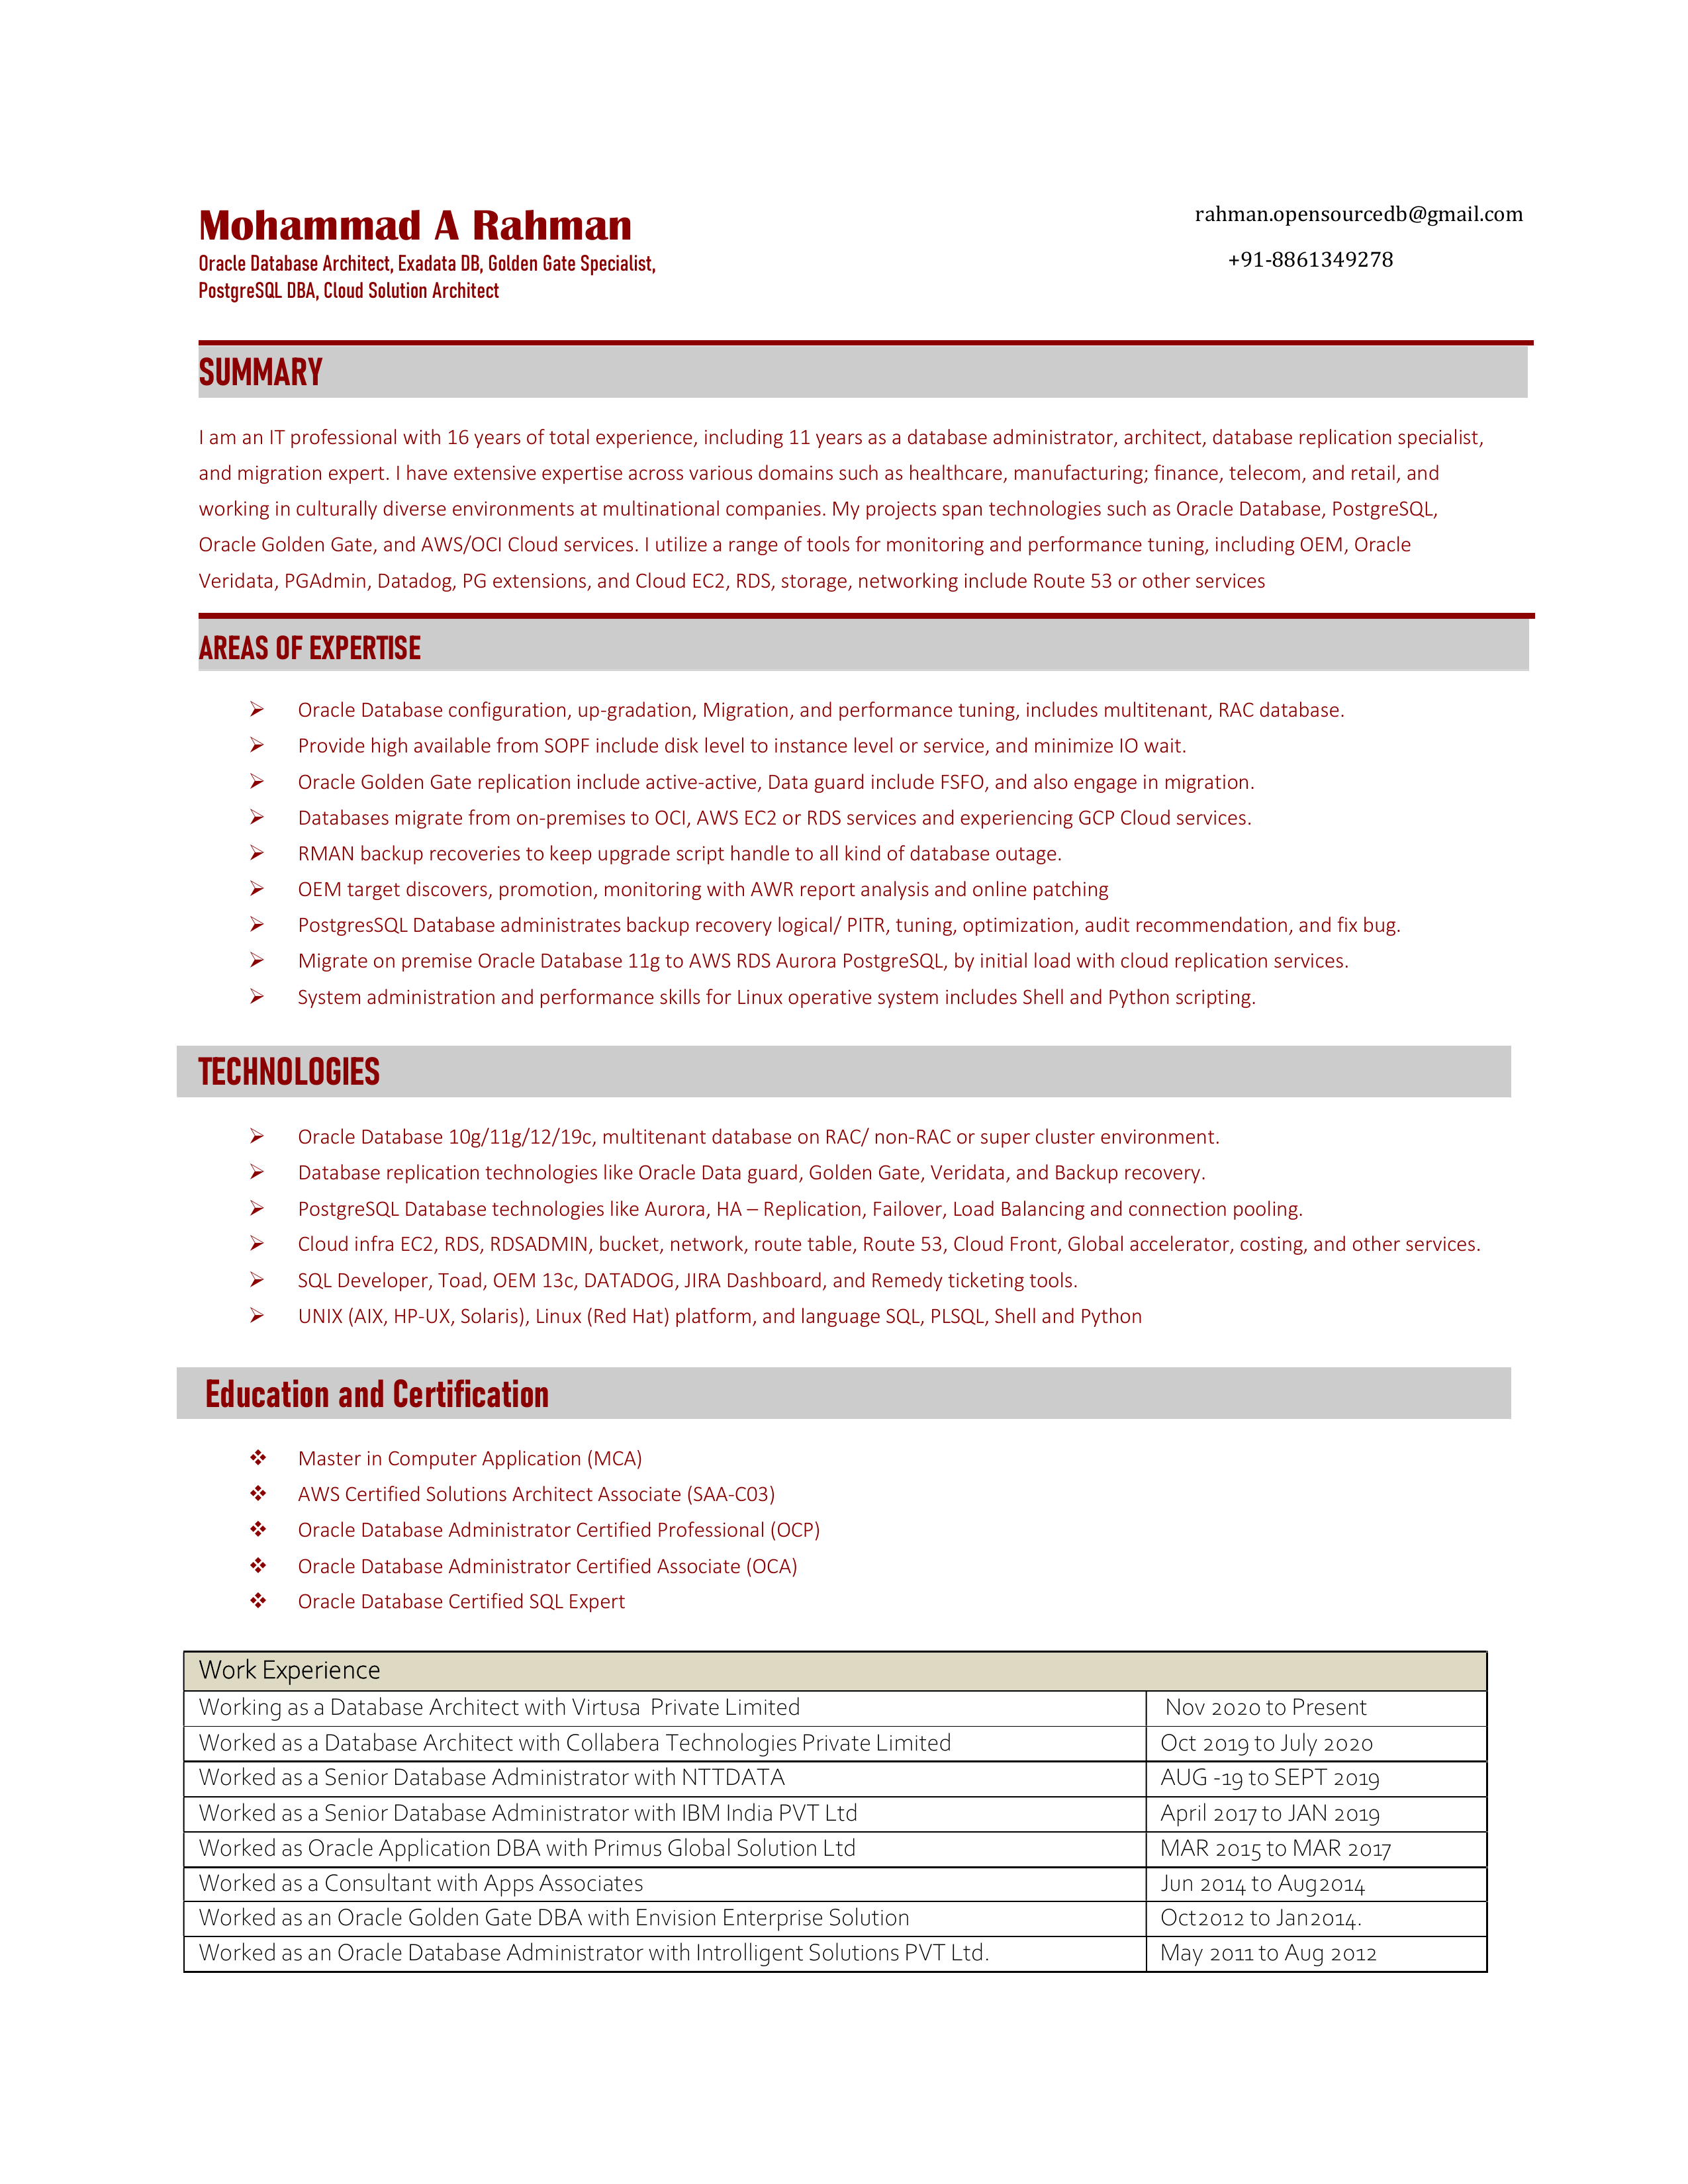 Mohammad A Rahman
rahman.opensourcedb@gmail.com
Oracle Database Architect, Exadata DB, Golden Gate Specialist,
+91-8861349278
PostgreSQL DBA, Cloud Solution Architect
SUMMARY
I am an IT professional with 16 years of total experience, including 11 years as a database administrator, architect, database replication specialist,
and migration expert. I have extensive expertise across various domains such as healthcare, manufacturing; finance, telecom, and retail, and
working in culturally diverse environments at multinational companies. My projects span technologies such as Oracle Database, PostgreSQL,
Oracle Golden Gate, and AWS/OCI Cloud services. I utilize a range of tools for monitoring and performance tuning, including OEM, Oracle
Veridata, PGAdmin, Datadog, PG extensions, and Cloud EC2, RDS, storage, networking include Route 53 or other services
AREAS OF EXPERTISE
➢ Oracle Database configuration, up-gradation, Migration, and performance tuning, includes multitenant, RAC database.
➢ Provide high available from SOPF include disk level to instance level or service, and minimize IO wait.
➢ Oracle Golden Gate replication include active-active, Data guard include FSFO, and also engage in migration.
➢ Databases migrate from on-premises to OCI, AWS EC2 or RDS services and experiencing GCP Cloud services.
➢ RMAN backup recoveries to keep upgrade script handle to all kind of database outage.
➢ OEM target discovers, promotion, monitoring with AWR report analysis and online patching
➢ PostgresSQL Database administrates backup recovery logical/ PITR, tuning, optimization, audit recommendation, and fix bug.
➢ Migrate on premise Oracle Database 11g to AWS RDS Aurora PostgreSQL, by initial load with cloud replication services.
➢ System administration and performance skills for Linux operative system includes Shell and Python scripting.
TECHNOLOGIES
➢ Oracle Database 10g/11g/12/19c, multitenant database on RAC/ non-RAC or super cluster environment.
➢ Database replication technologies like Oracle Data guard, Golden Gate, Veridata, and Backup recovery.
➢ PostgreSQL Database technologies like Aurora, HA – Replication, Failover, Load Balancing and connection pooling.
➢ Cloud infra EC2, RDS, RDSADMIN, bucket, network, route table, Route 53, Cloud Front, Global accelerator, costing, and other services.
➢ SQL Developer, Toad, OEM 13c, DATADOG, JIRA Dashboard, and Remedy ticketing tools.
➢ UNIX (AIX, HP-UX, Solaris), Linux (Red Hat) platform, and language SQL, PLSQL, Shell and Python
Education and Certification
❖ Master in Computer Application (MCA)
❖ AWS Certified Solutions Architect Associate (SAA-C03)
❖ Oracle Database Administrator Certified Professional (OCP)
❖ Oracle Database Administrator Certified Associate (OCA)
❖ Oracle Database Certified SQL Expert
Work Experience
Working as a Database Architect with Virtusa Private Limited Nov 2020 to Present
Worked as a Database Architect with Collabera Technologies Private Limited Oct 2019 to July 2020
Worked as a Senior Database Administrator with NTTDATA AUG -19 to SEPT 2019
Worked as a Senior Database Administrator with IBM India PVT Ltd April 2017 to JAN 2019
Worked as Oracle Application DBA with Primus Global Solution Ltd MAR 2015 to MAR 2017
Worked as a Consultant with Apps Associates Jun 2014 to Aug2014
Worked as an Oracle Golden Gate DBA with Envision Enterprise Solution Oct2012 to Jan2014.
Worked as an Oracle Database Administrator with Introlligent Solutions PVT Ltd. May 2011 to Aug 2012